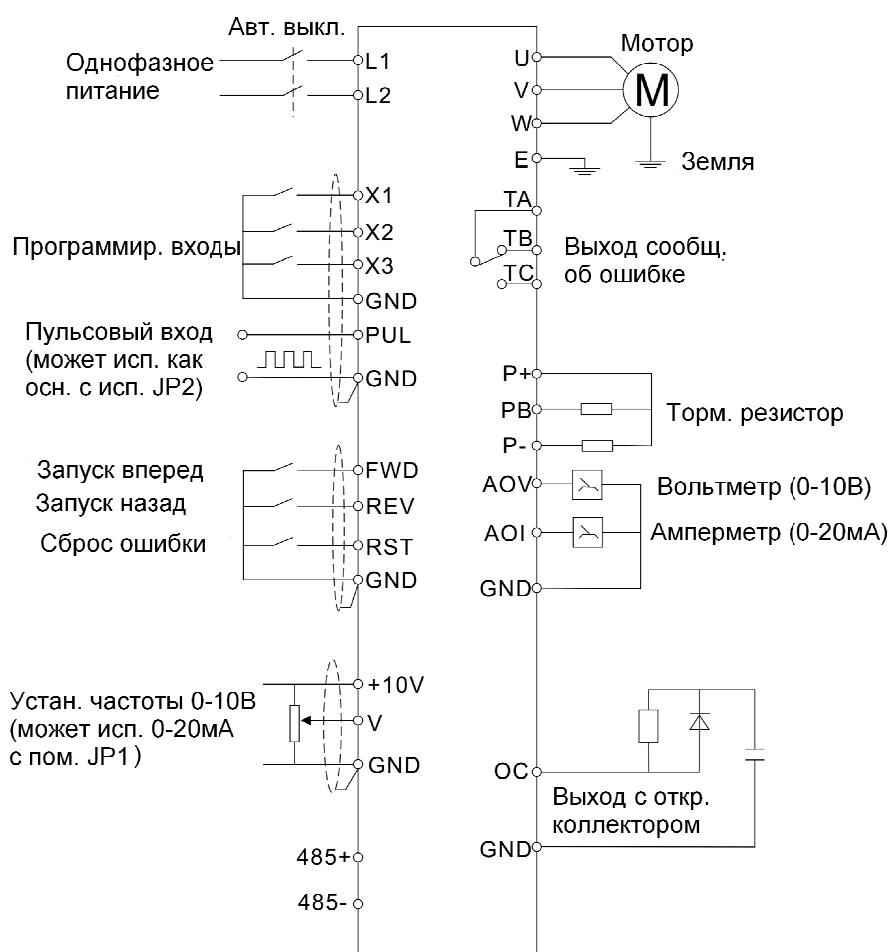 Авт. выкл.
Однофазное
питание
L1
L2
Программир. входы
X1
X2
X3
GND
Пульсовый вход
(может исп. как
осн. с исп. JP2)
PUL
GND
Запуск вперед
FWD
Запуск назад
REV
Сброс ошибки
RST
GND
Устан. частоты 0-10В
(может исп. 0-20мА
с пом. JP1)
+10V
V
GND
485+
485-
U
V
W
E
Мотор
M
Земля
TA
TB
TC
Выход сообщ.
об ошибке
P+
PB
P-
Торм. резистор
AOV
Вольтметр (0-10В)
AOI
Амперметр (0-20мА)
GND
OC
Выход с откр.
коллектором
GND